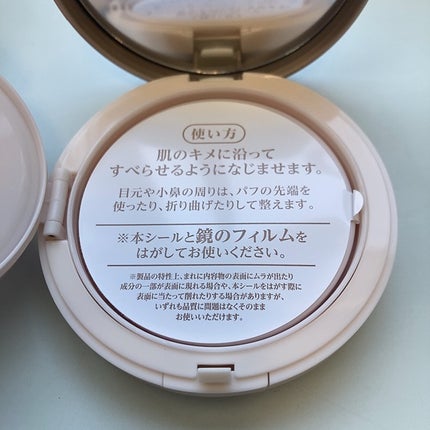 使い方
肌のキメに沿って
すべらせるようになじませます。
目元や小鼻の周りは、パフの先端を
使ったり、折り曲げたりして整えます。
※本シールと鏡のフィルムを
はがしてお使いください。
※製品の特性上、まれに内容物の表面にムラが出たり
成分の一部が表面に現れる場合や、本シールをはがす際に
表面に当たって削れたりする場合がありますが、
いずれも品質に問題はなくそのまま
お使いいただけます。